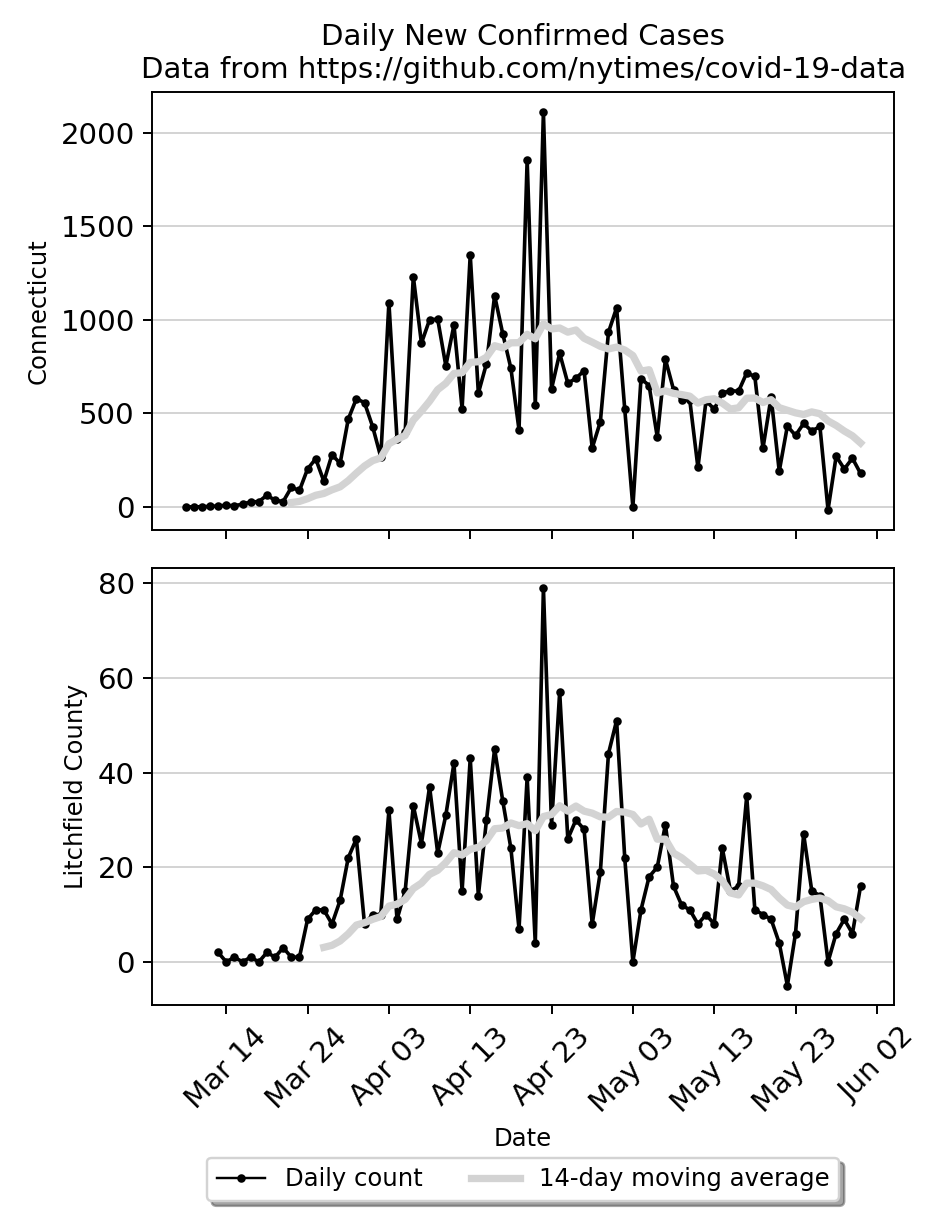 Daily New Confirmed Cases
Data from https://github.com/nytimes/covid-19-data
2000
1500
1000
500
0
Connecticut
80
60
40
20
0
Litchfield County
Mar 14
Mar 24
Apr 03
Apr 13
Apr 23
May 03
May 13
May 23
Jun 02
Date
Daily count
14-day moving average